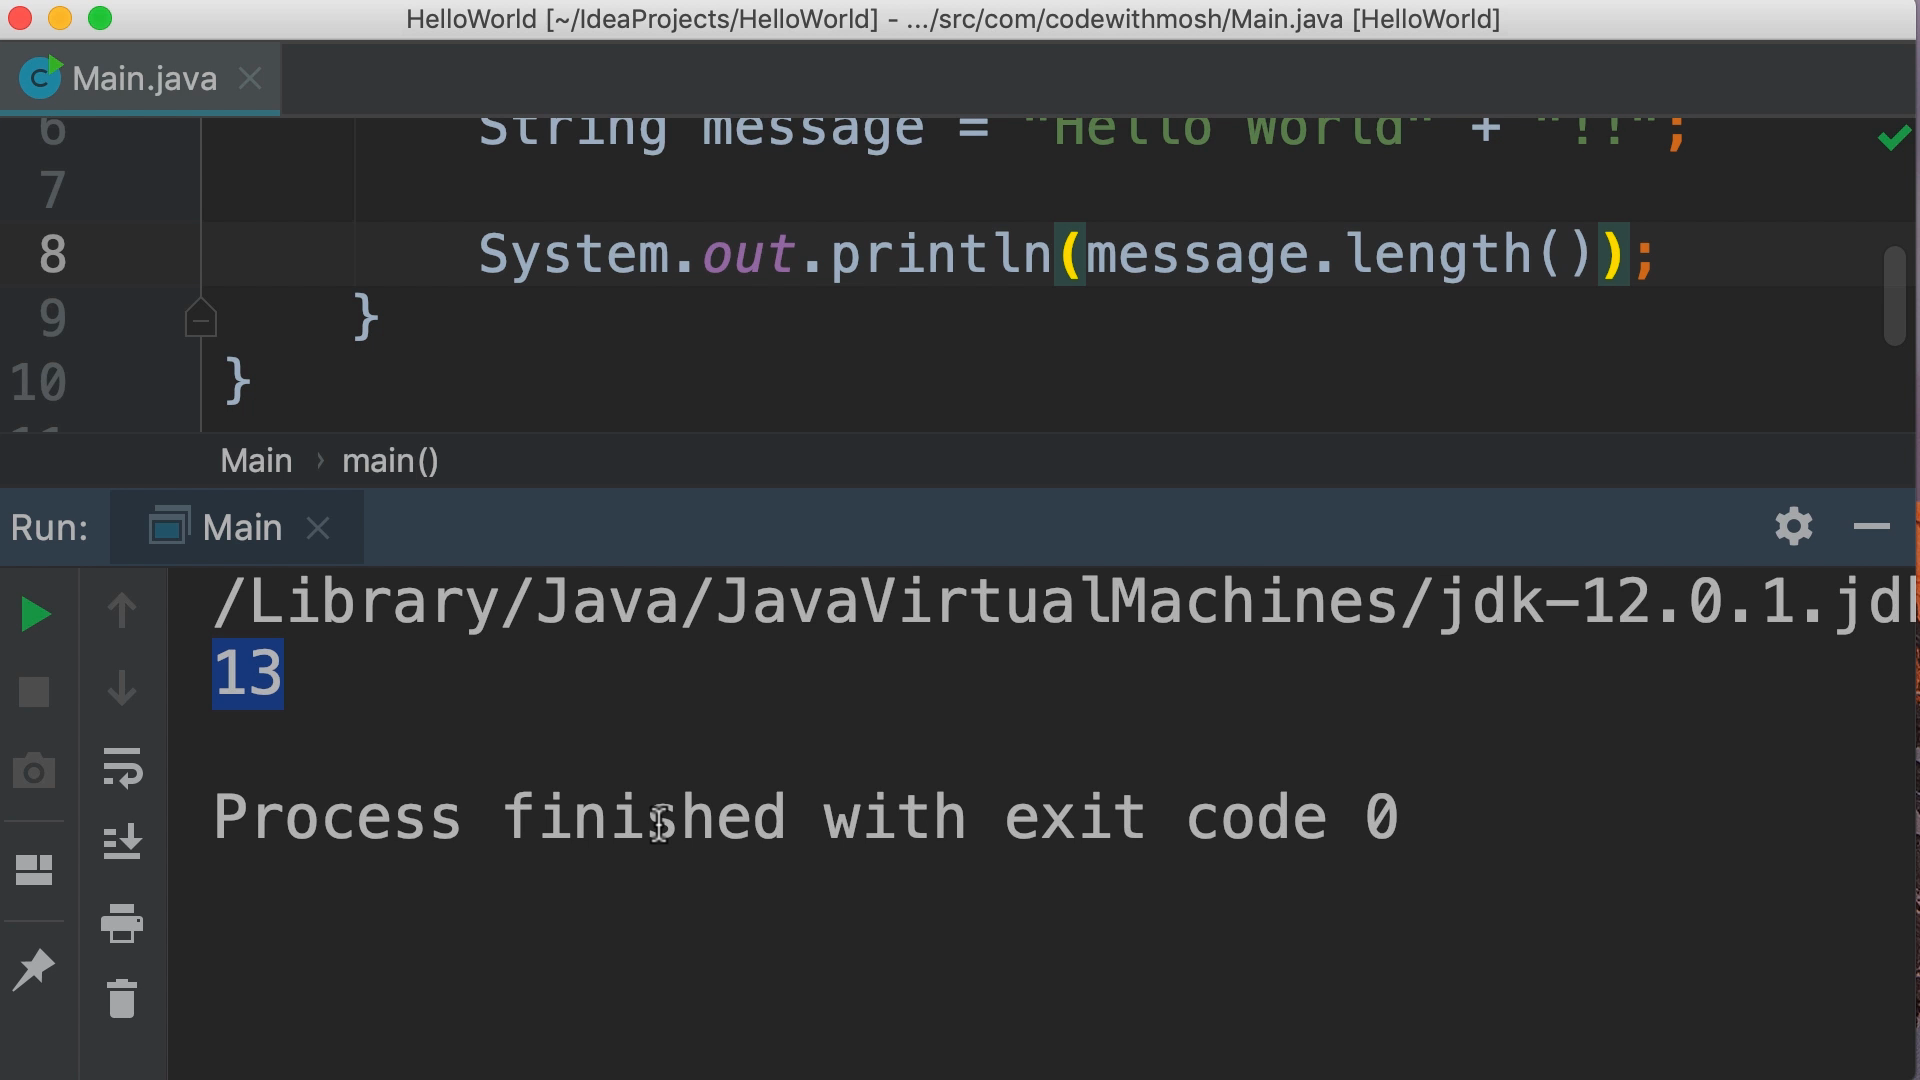 HelloWorld [~/IdeaProjects/HelloWorld] - .../src/com/codewithmosh/Main.java [HelloWorld]
Main.java
6 String message = "Hello World" + "!!";
7
8 System.out.println(message.length());
9 }
10 }
Main › main()
Run: Main
/Library/Java/JavaVirtualMachines/jdk-12.0.1.jdk
13
Process finished with exit code 0